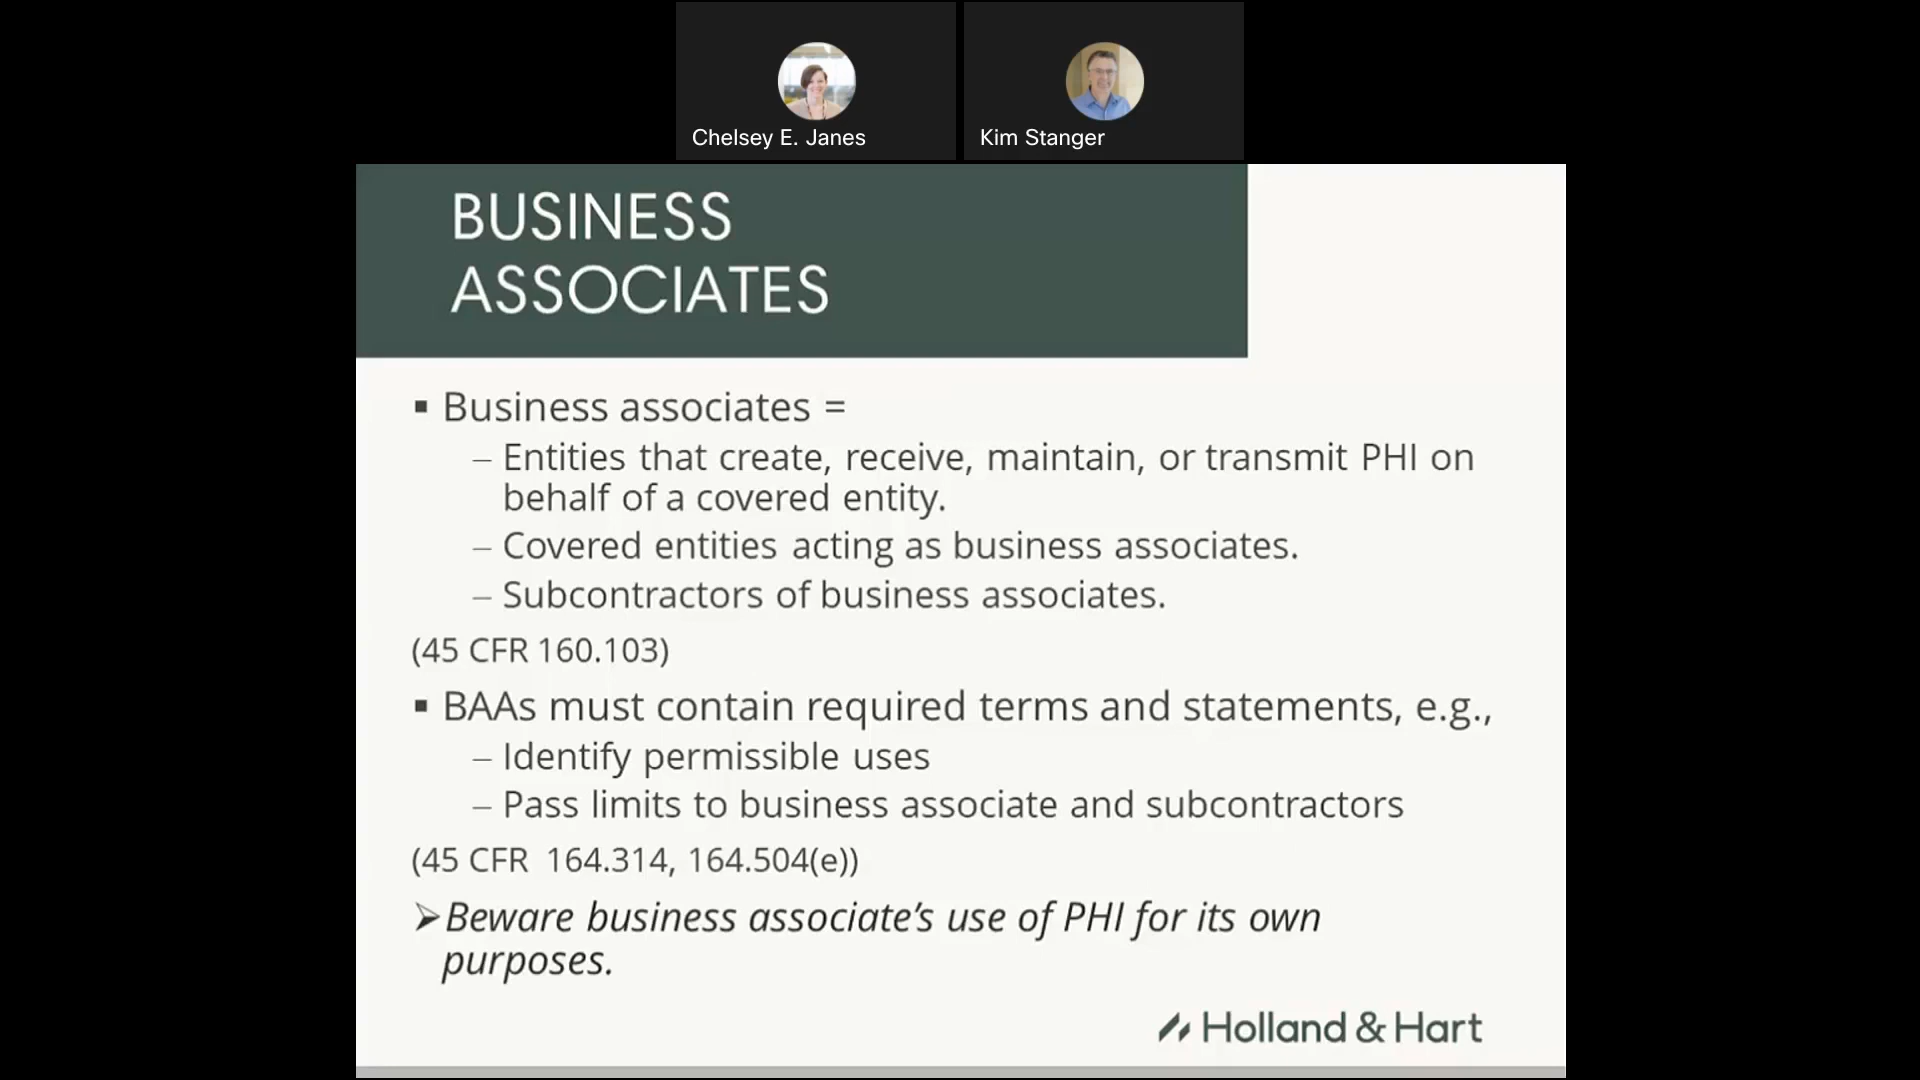 Chelsey E. Janes
Kim Stanger
BUSINESS
ASSOCIATES
▪ Business associates =
– Entities that create, receive, maintain, or transmit PHI on
behalf of a covered entity.
– Covered entities acting as business associates.
– Subcontractors of business associates.
(45 CFR 160.103)
▪ BAAs must contain required terms and statements, e.g.,
– Identify permissible uses
– Pass limits to business associate and subcontractors
(45 CFR 164.314, 164.504(e))
➢ Beware business associate’s use of PHI for its own
purposes.
Holland & Hart